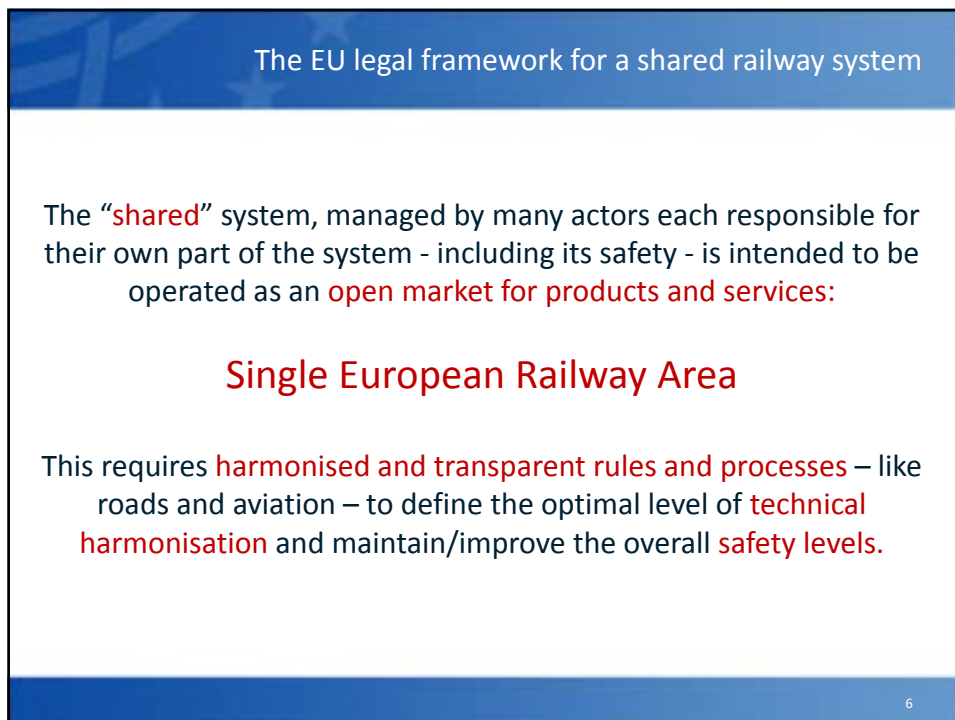 The EU legal framework for a shared railway system
The “shared” system, managed by many actors each responsible for
their own part of the system - including its safety - is intended to be
operated as an open market for products and services:
Single European Railway Area
This requires harmonised and transparent rules and processes – like
roads and aviation – to define the optimal level of technical
harmonisation and maintain/improve the overall safety levels.
6